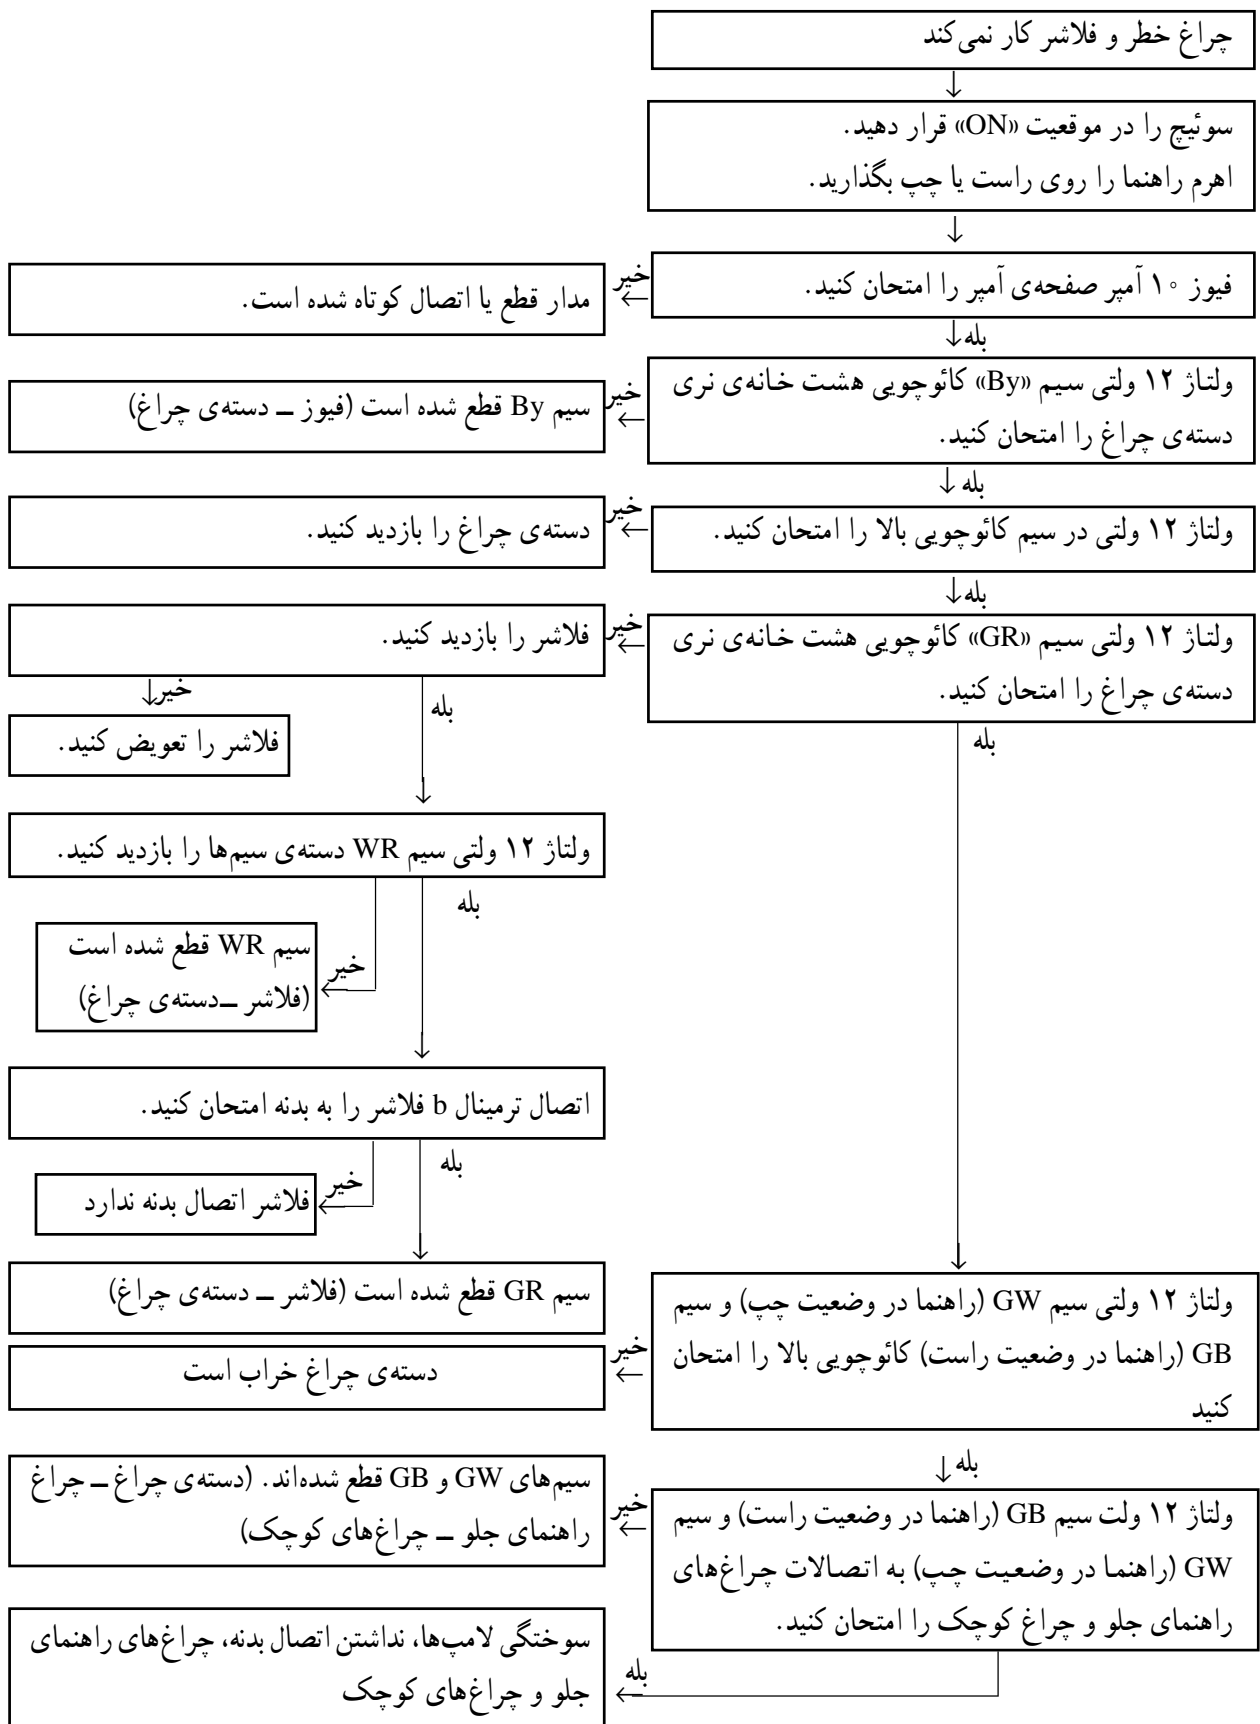 چراغ خطر و فلاشر کار نمی‌کند
سوئیچ را در موقعیت «ON» قرار دهید.
اهرم راهنما را روی راست یا چپ بگذارید.
فیوز ۱۰ آمپر صفحه‌ی آمپر را امتحان کنید.
خیر
مدار قطع یا اتصال کوتاه شده است.
بله
ولتاژ ۱۲ ولتی سیم «By» کائوچویی هشت خانه‌ی نری
دسته‌ی چراغ را امتحان کنید.
خیر
سیم By قطع شده است (فیوز ــ دسته‌ی چراغ)
بله
ولتاژ ۱۲ ولتی در سیم کائوچویی بالا را امتحان کنید.
خیر
دسته‌ی چراغ را بازدید کنید.
بله
ولتاژ ۱۲ ولتی سیم «GR» کائوچویی هشت خانه‌ی نری
دسته‌ی چراغ را امتحان کنید.
خیر
فلاشر را بازدید کنید.
خیر
فلاشر را تعویض کنید.
بله
بله
ولتاژ ۱۲ ولتی سیم WR دسته‌ی سیم‌ها را بازدید کنید.
بله
خیر
سیم WR قطع شده است
(فلاشر ــ دسته‌ی چراغ)
اتصال ترمینال b فلاشر را به بدنه امتحان کنید.
بله
خیر
فلاشر اتصال بدنه ندارد
سیم GR قطع شده است (فلاشر ــ دسته‌ی چراغ)
ولتاژ ۱۲ ولتی سیم GW (راهنما در وضعیت چپ) و سیم
GB (راهنما در وضعیت راست) کائوچویی بالا را امتحان
کنید
خیر
دسته‌ی چراغ خراب است
بله
ولتاژ ۱۲ ولت سیم GB (راهنما در وضعیت راست) و سیم
GW (راهنما در وضعیت چپ) به اتصالات چراغ‌های
راهنمای جلو و چراغ کوچک را امتحان کنید.
خیر
سیم‌های GW و GB قطع شده‌اند. (دسته‌ی چراغ ــ چراغ
راهنمای جلو ــ چراغ‌های کوچک)
بله
سوختگی لامپ‌ها، نداشتن اتصال بدنه، چراغ‌های راهنمای
جلو و چراغ‌های کوچک